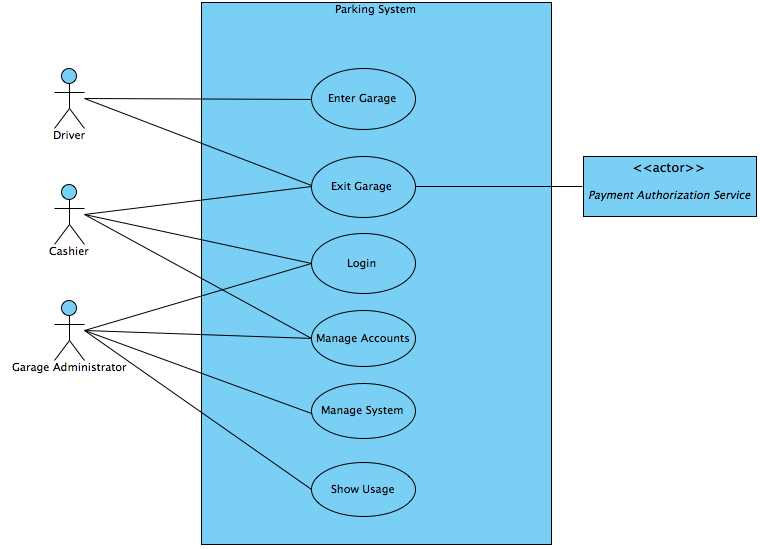 Parking System
Enter Garage
Driver
Exit Garage
<<actor>>
Payment Authorization Service
Cashier
Login
Manage Accounts
Garage Administrator
Manage System
Show Usage